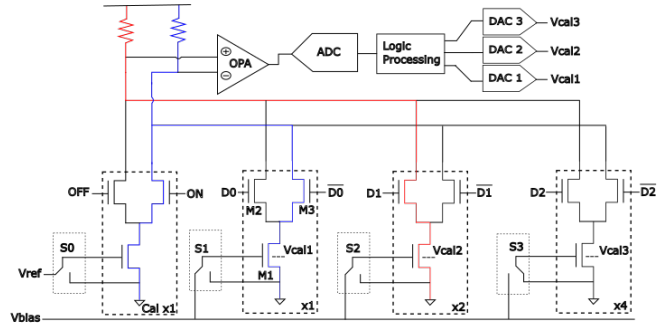 DAC 3 Vcal3
OPA ADC Logic Processing DAC 2 Vcal2
DAC 1 Vcal1
OFF ON D0 D0 D1 D1 D2 D2
M2 M3
S0 S1 Vcal1 S2 Vcal2 S3 Vcal3
Vref M1
Cal x1 x1 x2 x4
Vbias